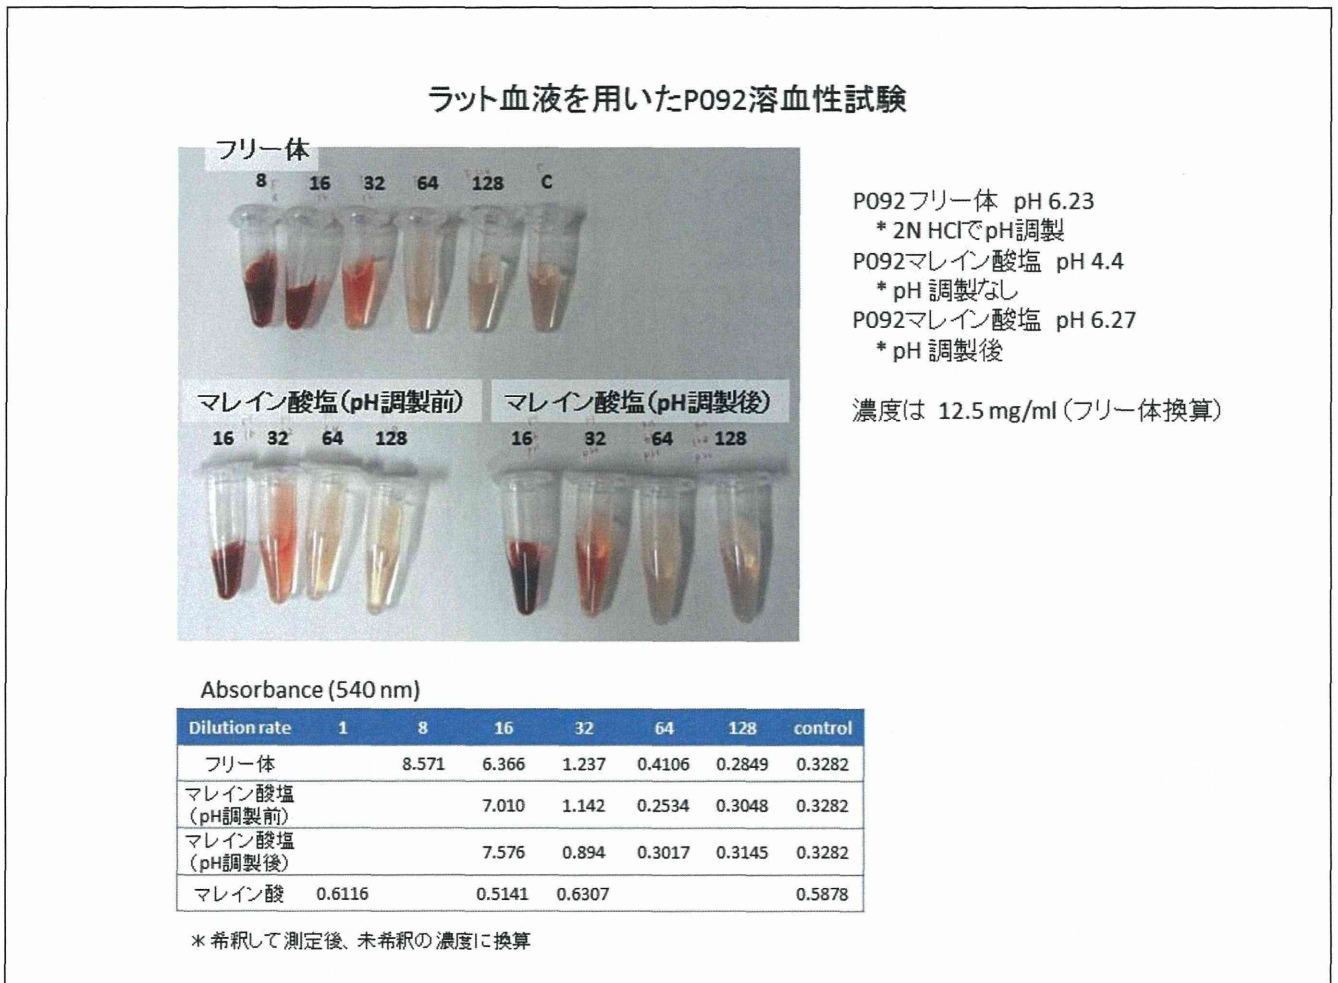 ラット血液を用いたP092溶血性試験
フリー体
8 16 32 64 128 C
マレイン酸塩(pH調製前)
16 32 64 128
マレイン酸塩(pH調製後)
16 32 64 128
P092フリー体 pH 6.23
* 2N HClでpH調製
P092マレイン酸塩 pH 4.4
* pH 調製なし
P092マレイン酸塩 pH 6.27
* pH 調製後
濃度は 12.5 mg/ml（フリー体換算）
Absorbance (540 nm)
Dilution rate 1 8 16 32 64 128 control
フリー体 8.571 6.366 1.237 0.4106 0.2849 0.3282
マレイン酸塩
（pH調製前） 7.010 1.142 0.2534 0.3048 0.3282
マレイン酸塩
（pH調製後） 7.576 0.894 0.3017 0.3145 0.3282
マレイン酸 0.6116 0.5141 0.6307 0.5878
＊希釈して測定後、未希釈の濃度に換算